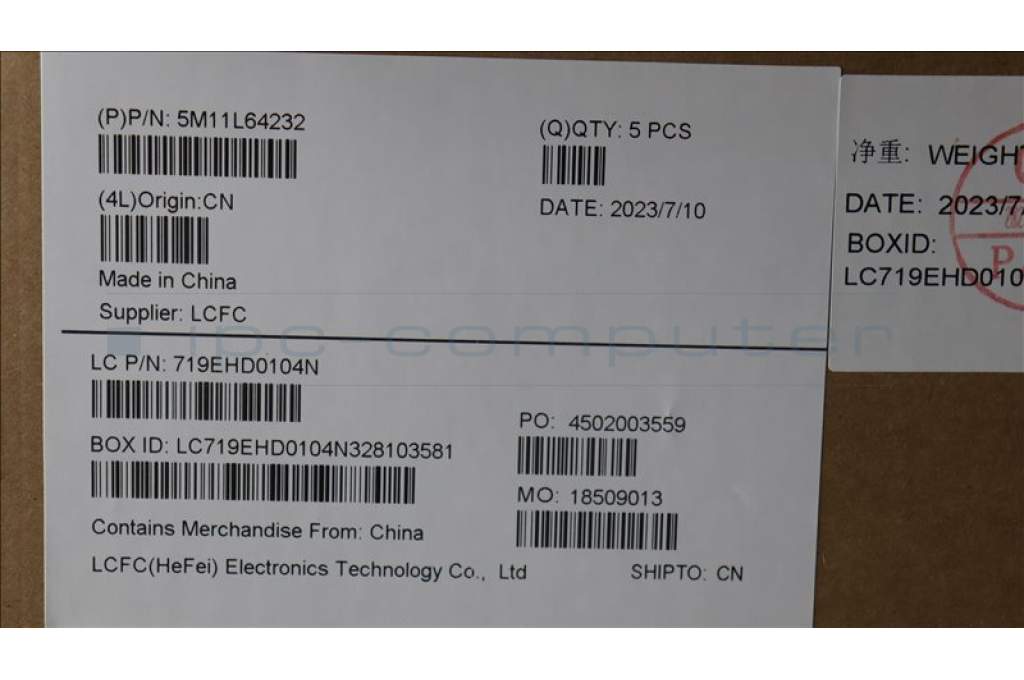 (P)P/N: 5M11L64232
(Q)QTY: 5 PCS
(4L)Origin:CN
DATE: 2023/7/10
Made in China
Supplier: LCFC
ipc computer
LC P/N: 719EHD0104N
PO: 4502003559
BOX ID: LC719EHD0104N328103581
MO: 18509013
Contains Merchandise From: China
LCFC(HeFei) Electronics Technology Co., Ltd
SHIPTO: CN
净重: WEIGHT
DATE: 2023/7
BOXID:
LC719EHD010